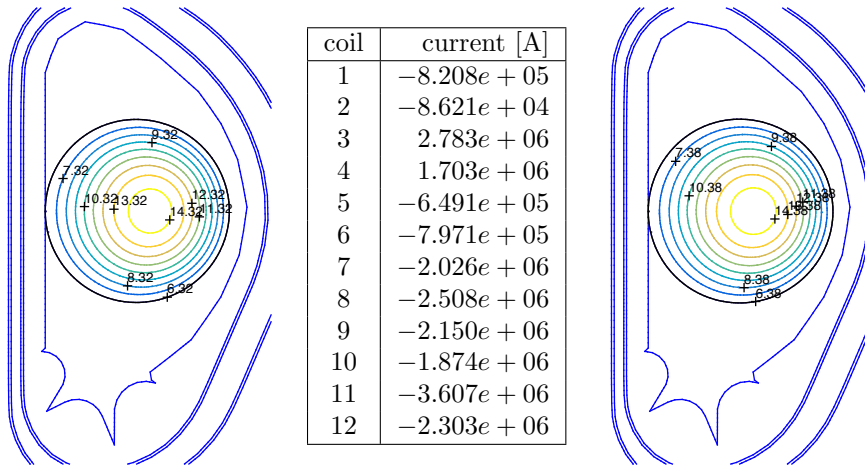 9.32
7.32
10.32
13.32
12.32
14.32
11.32
8.32
6.32
coil current [A]
1 −8.208e + 05
2 −8.621e + 04
3 2.783e + 06
4 1.703e + 06
5 −6.491e + 05
6 −7.971e + 05
7 −2.026e + 06
8 −2.508e + 06
9 −2.150e + 06
10 −1.874e + 06
11 −3.607e + 06
12 −2.303e + 06
9.38
7.38
10.38
11.38
12.38
14.38
8.38
6.38